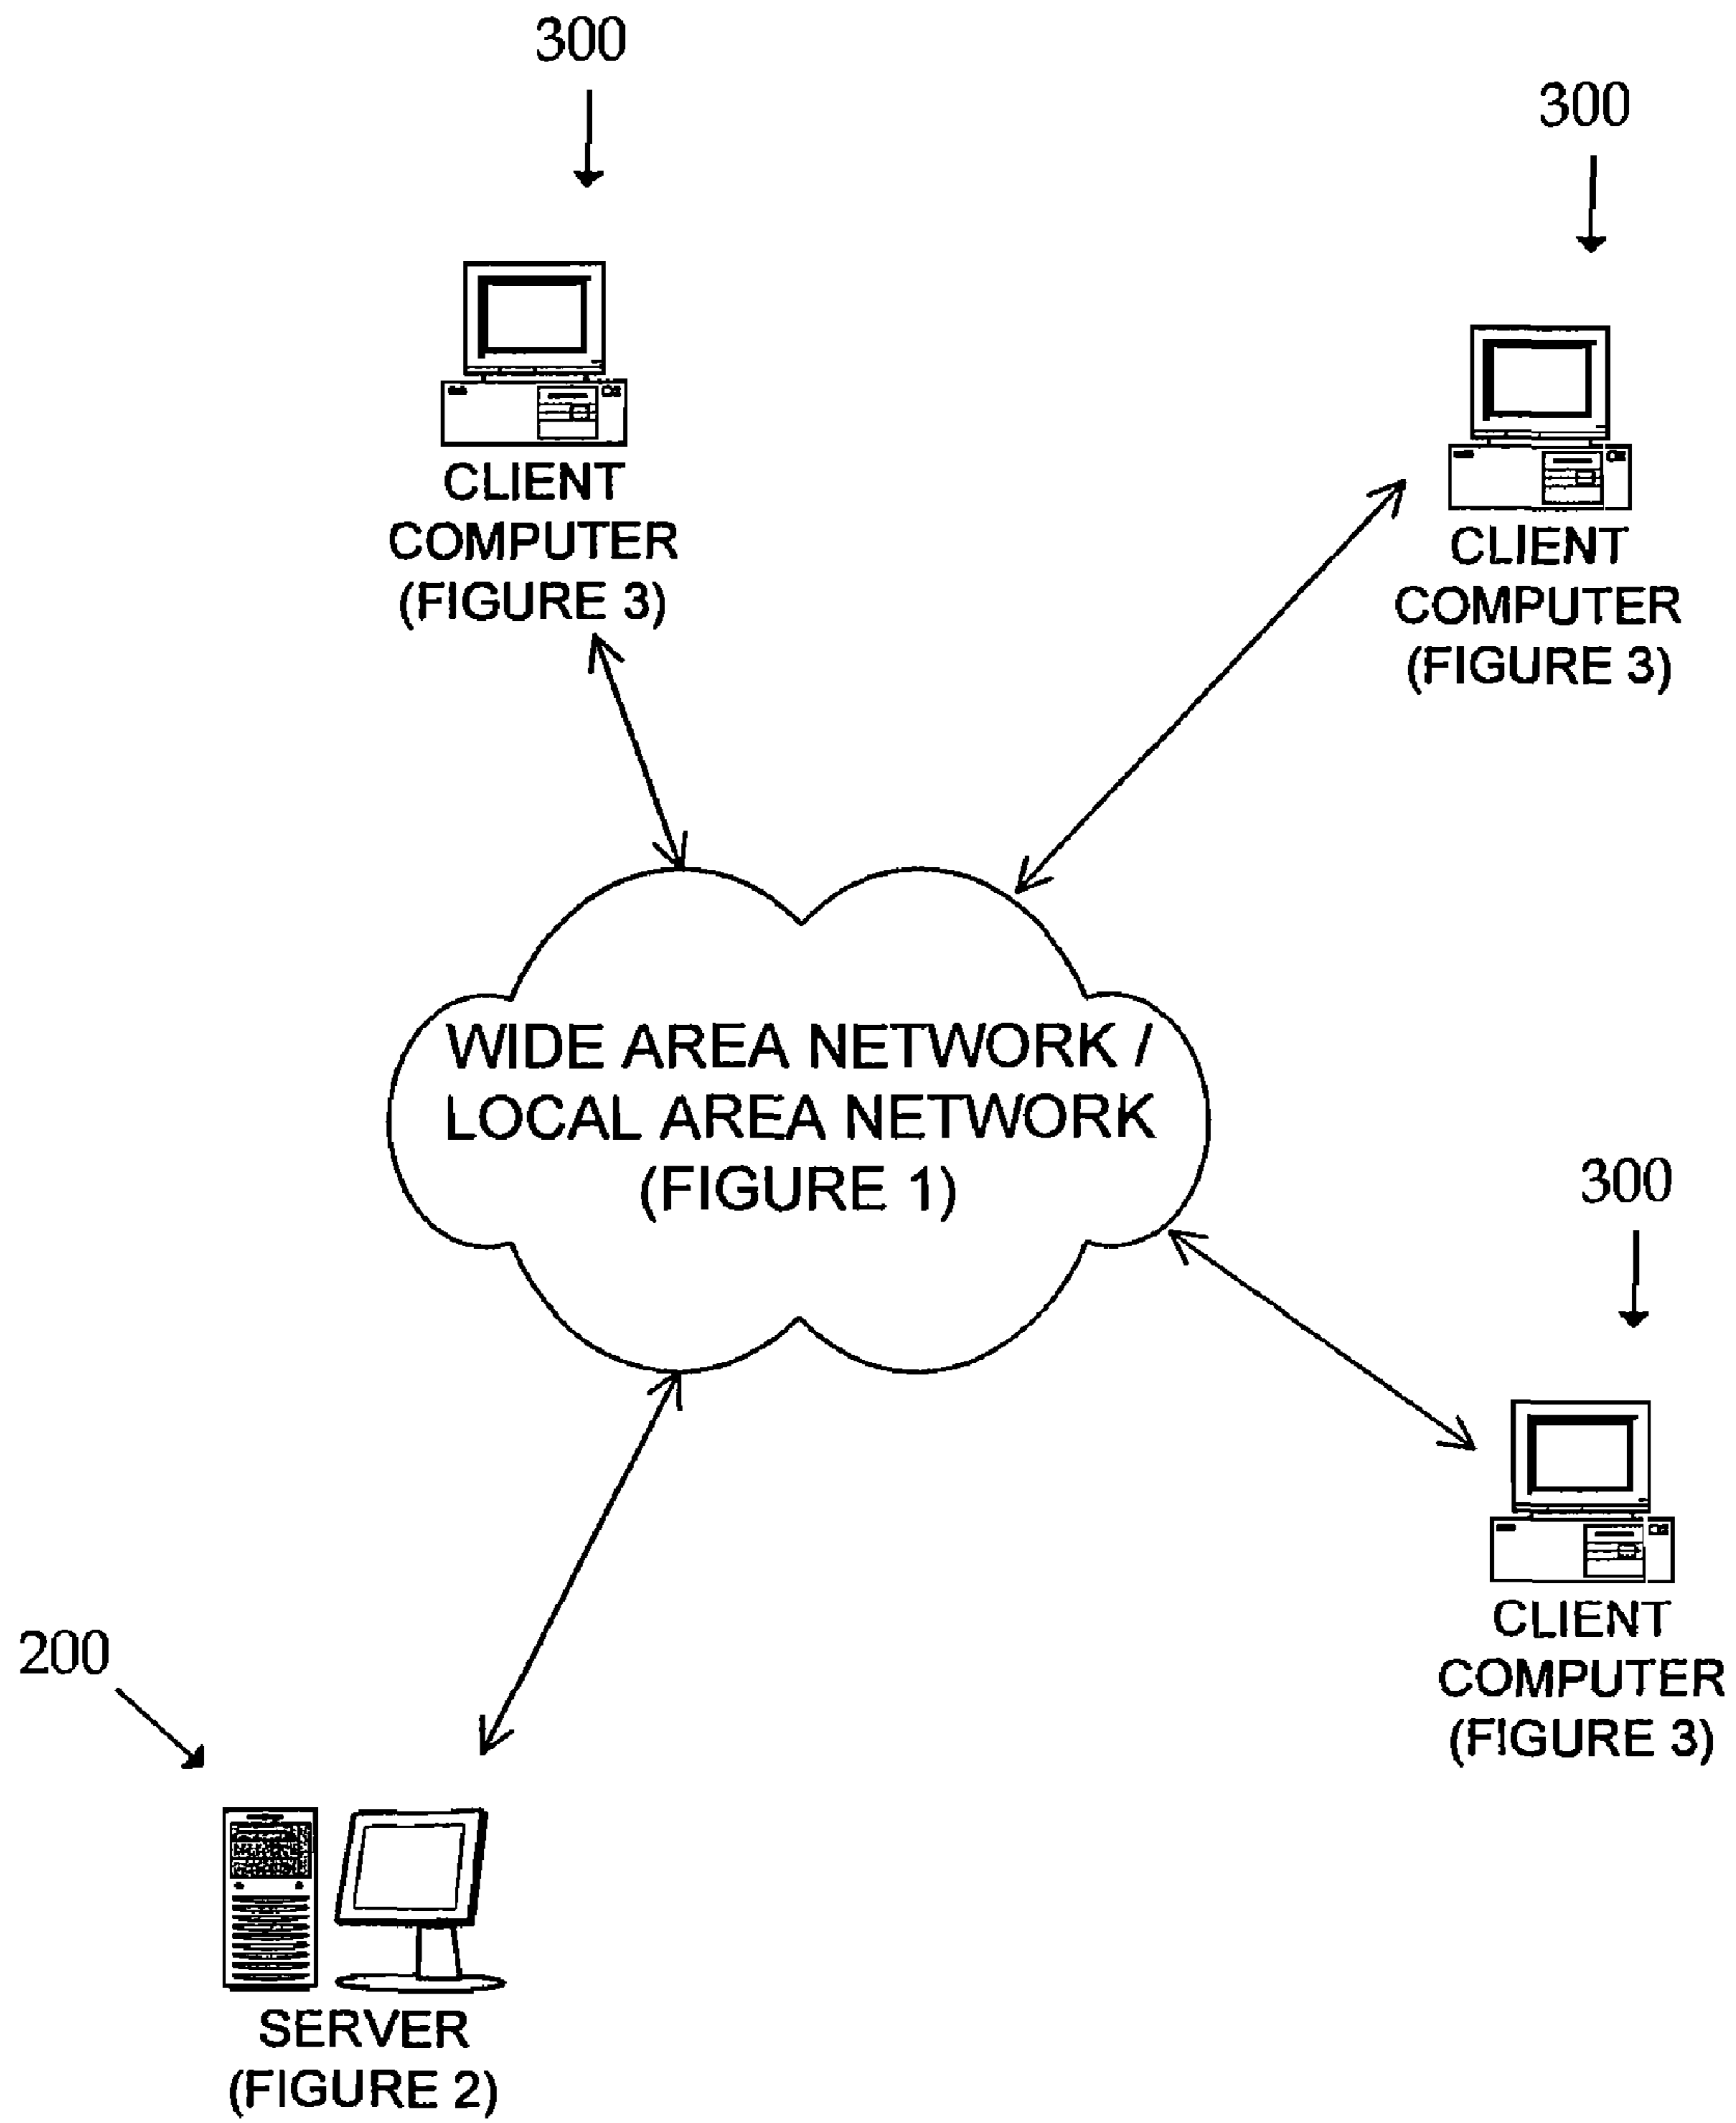 300
300
CLIENT
COMPUTER
(FIGURE 3)
CLIENT
COMPUTER
(FIGURE 3)
WIDE AREA NETWORK /
LOCAL AREA NETWORK
(FIGURE 1)
300
CLIENT
COMPUTER
(FIGURE 3)
200
SERVER
(FIGURE 2)